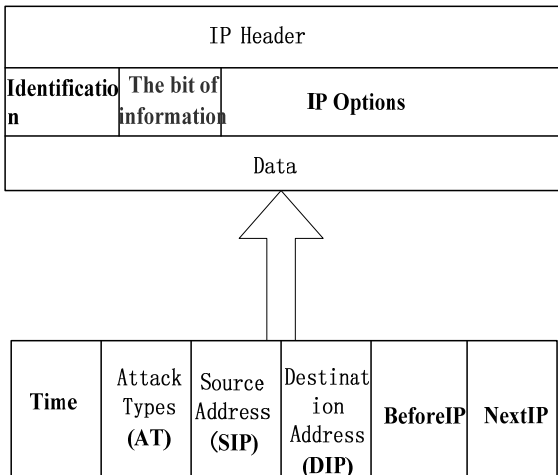 IP Header
Identificatio
n
The bit of
information
IP Options
Data
Time
Attack
Types
(AT)
Source
Address
(SIP)
Destinat
ion
Address
(DIP)
BeforeIP
NextIP